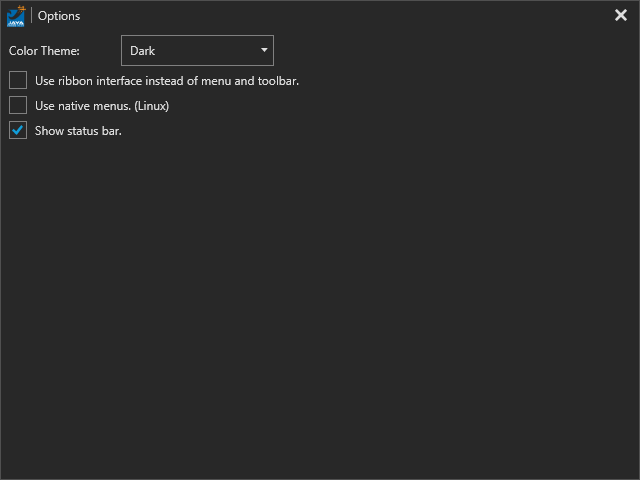 JAVA
Options
Color Theme:
Dark
Use ribbon interface instead of menu and toolbar.
Use native menus. (Linux)
Show status bar.